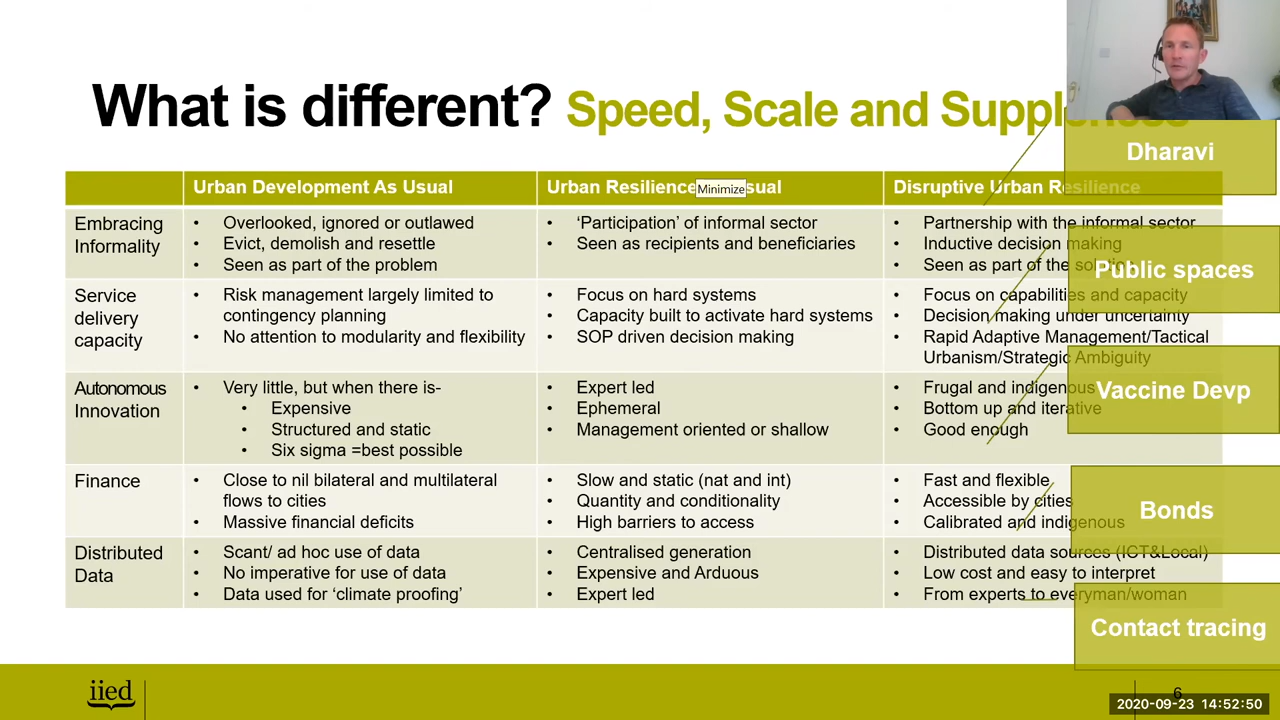 What is different? Speed, Scale and Suppleness
Dharavi
Urban Development As Usual
Urban Resilience Minimize sual
Disruptive Urban Resilience
Embracing
Informality
• Overlooked, ignored or outlawed
• Evict, demolish and resettle
• Seen as part of the problem
• ‘Participation’ of informal sector
• Seen as recipients and beneficiaries
• Partnership with the informal sector
• Inductive decision making
• Seen as part of the solution
Public spaces
Service
delivery
capacity
• Risk management largely limited to
contingency planning
• No attention to modularity and flexibility
• Focus on hard systems
• Capacity built to activate hard systems
• SOP driven decision making
• Focus on capabilities and capacity
• Decision making under uncertainty
• Rapid Adaptive Management/Tactical
Urbanism/Strategic Ambiguity
Vaccine Devp
Autonomous
Innovation
• Very little, but when there is-
• Expensive
• Structured and static
• Six sigma =best possible
• Expert led
• Ephemeral
• Management oriented or shallow
• Frugal and indigenous
• Bottom up and iterative
• Good enough
Finance
• Close to nil bilateral and multilateral
flows to cities
• Massive financial deficits
• Slow and static (nat and int)
• Quantity and conditionality
• High barriers to access
• Fast and flexible
• Accessible by cities
• Calibrated and indigenous
Bonds
Distributed
Data
• Scant/ ad hoc use of data
• No imperative for use of data
• Data used for ‘climate proofing’
• Centralised generation
• Expensive and Arduous
• Expert led
• Distributed data sources (ICT&Local)
• Low cost and easy to interpret
• From experts to everyman/woman
Contact tracing
iied
6
2020-09-23 14:52:50